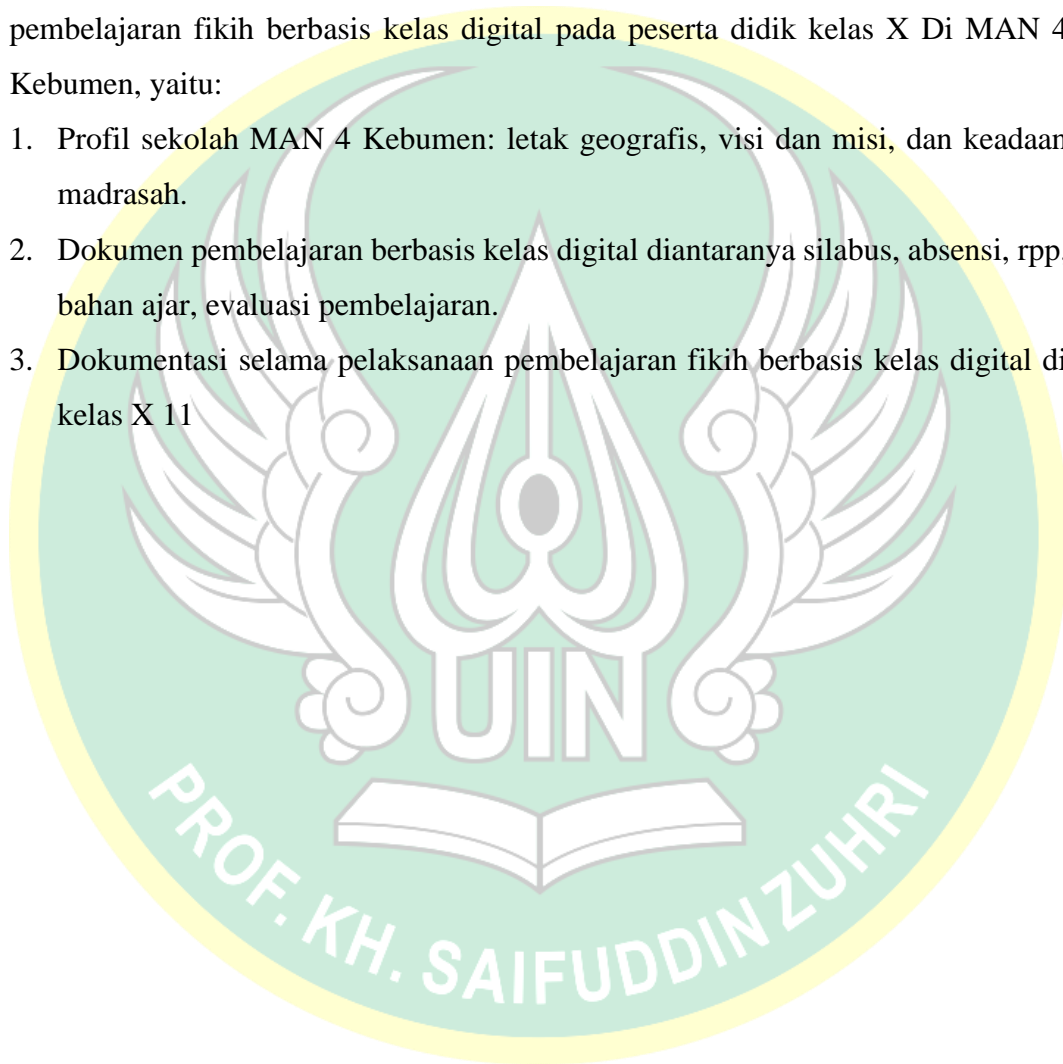 pembelajaran fikih berbasis kelas digital pada peserta didik kelas X Di MAN 4
Kebumen, yaitu:
1. Profil sekolah MAN 4 Kebumen: letak geografis, visi dan misi, dan keadaan
madrasah.
2. Dokumen pembelajaran berbasis kelas digital diantaranya silabus, absensi, rpp,
bahan ajar, evaluasi pembelajaran.
3. Dokumentasi selama pelaksanaan pembelajaran fikih berbasis kelas digital di
kelas X 11
UIN
PROF. KH. SAIFUDDIN ZUHRI